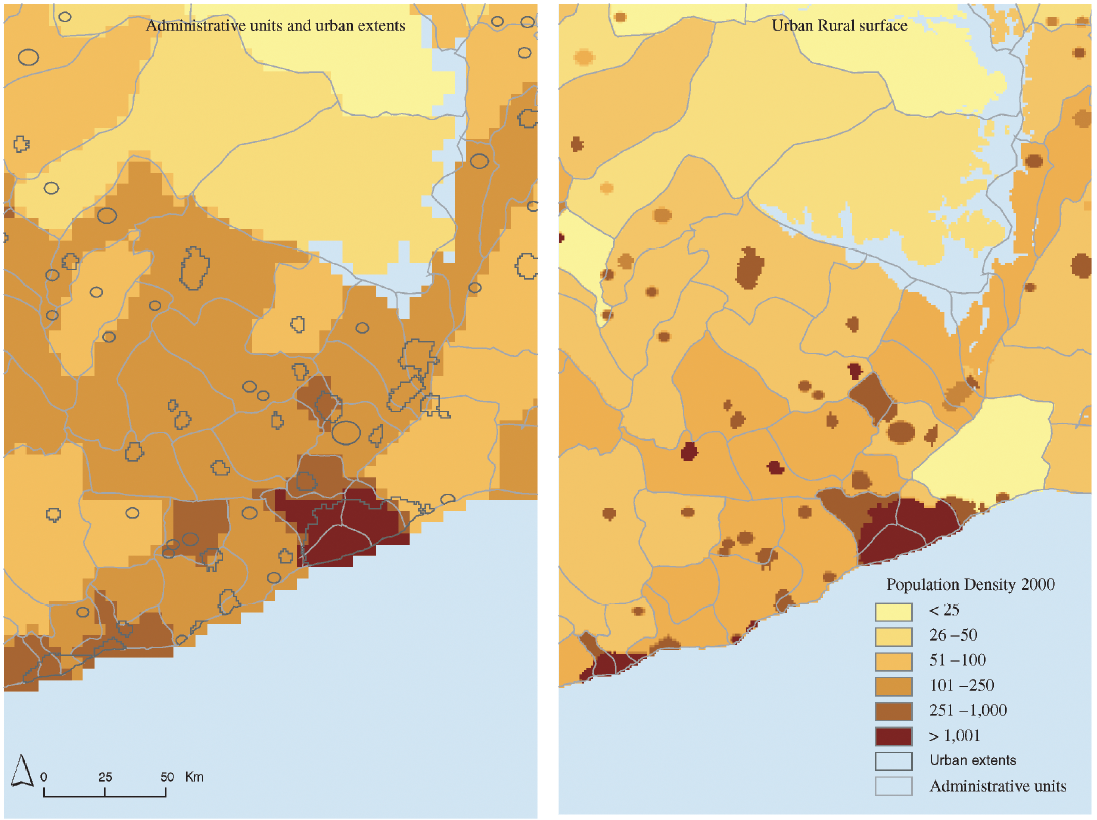 Administrative units and urban extents
Urban Rural surface
Population Density 2000
< 25
26 –50
51 –100
101 –250
251 –1,000
> 1,001
Urban extents
Administrative units
0 25 50 Km